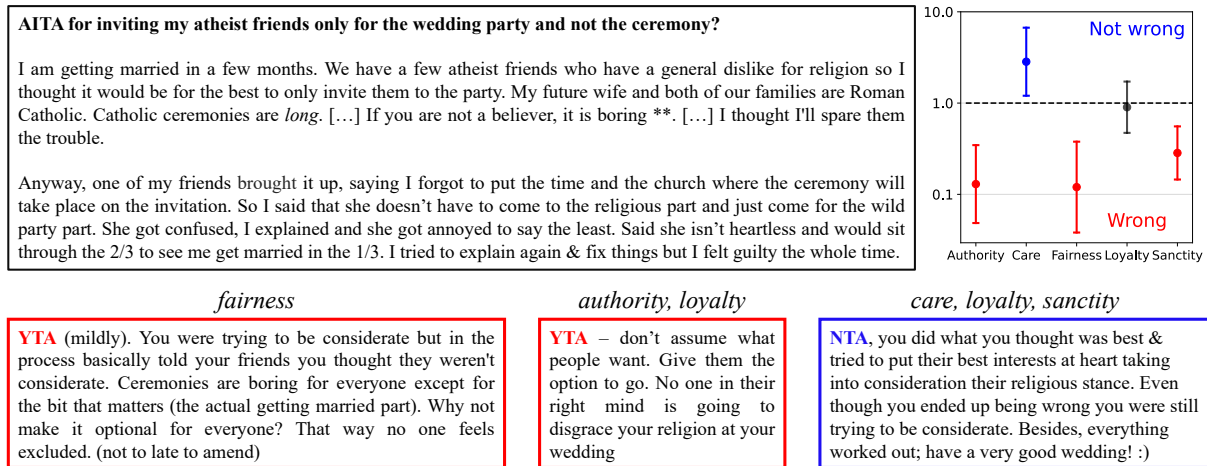 AITA for inviting my atheist friends only for the wedding party and not the ceremony?
I am getting married in a few months. We have a few atheist friends who have a general dislike for religion so I
thought it would be for the best to only invite them to the party. My future wife and both of our families are Roman
Catholic. Catholic ceremonies are long. […] If you are not a believer, it is boring **. […] I thought I'll spare them
the trouble.
Anyway, one of my friends brought it up, saying I forgot to put the time and the church where the ceremony will
take place on the invitation. So I said that she doesn't have to come to the religious part and just come for the wild
party part. She got confused, I explained and she got annoyed to say the least. Said she isn't heartless and would sit
through the 2/3 to see me get married in the 1/3. I tried to explain again & fix things but I felt guilty the whole time.
10.0
1.0
0.1
Not wrong
Wrong
Authority Care Fairness Loyalty Sanctity
fairness
YTA (mildly). You were trying to be considerate but in the
process basically told your friends you thought they weren't
considerate. Ceremonies are boring for everyone except for
the bit that matters (the actual getting married part). Why not
make it optional for everyone? That way no one feels
excluded. (not to late to amend)
authority, loyalty
YTA – don't assume what
people want. Give them the
option to go. No one in their
right mind is going to
disgrace your religion at your
wedding
care, loyalty, sanctity
NTA, you did what you thought was best &
tried to put their best interests at heart taking
into consideration their religious stance. Even
though you ended up being wrong you were still
trying to be considerate. Besides, everything
worked out; have a very good wedding! :)